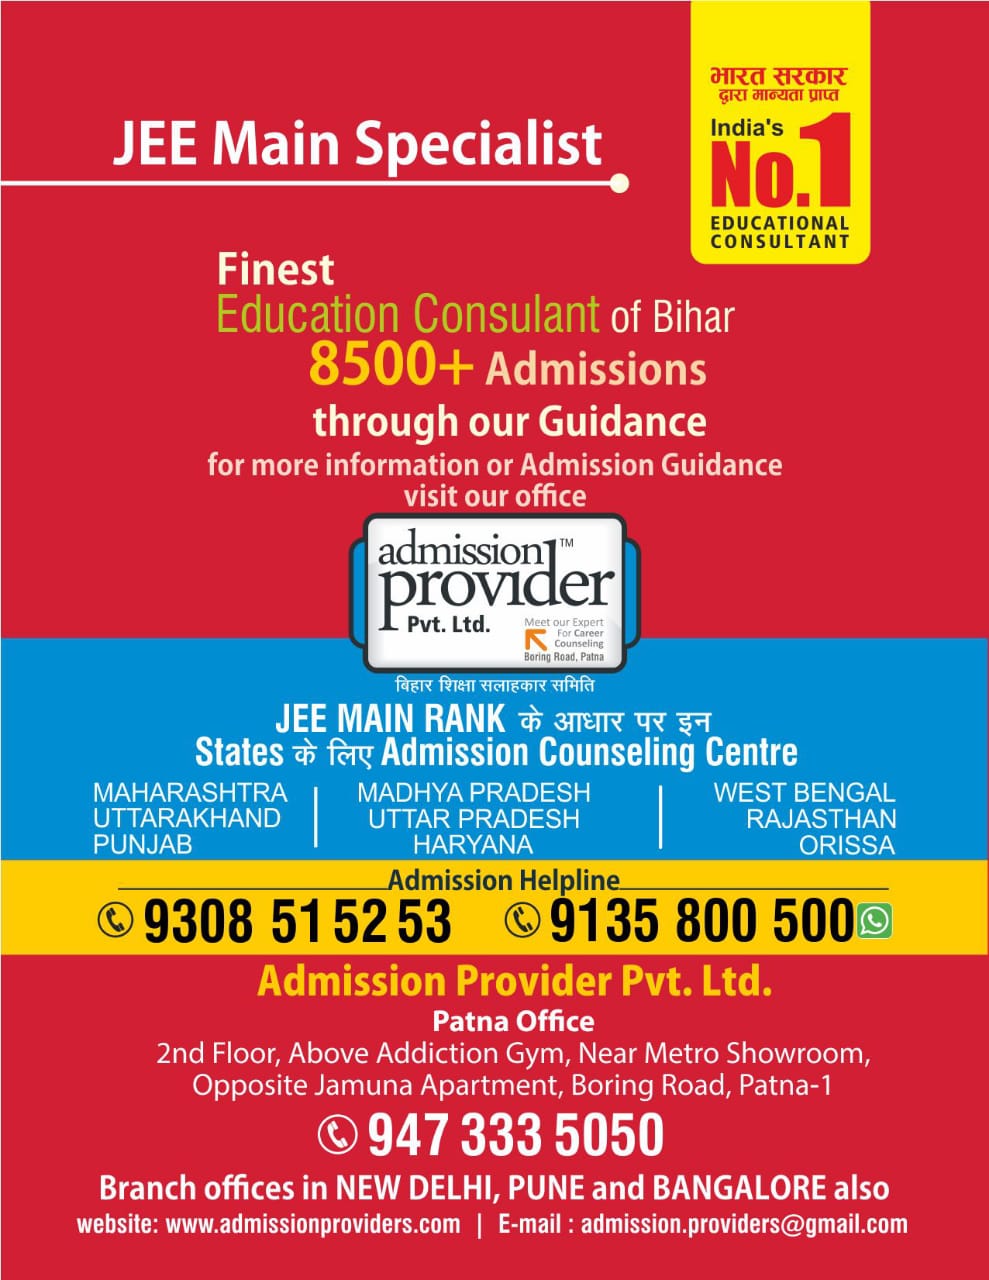 भारत सरकार
द्वारा मान्यता प्राप्त
India's
No.1
EDUCATIONAL
CONSULTANT
JEE Main Specialist
Finest
Education Consulant of Bihar
8500+ Admissions
through our Guidance
for more information or Admission Guidance
visit our office
admission™
provider
Pvt. Ltd.
Meet our Expert
For Career
Counseling
Boring Road, Patna
बिहार शिक्षा सलाहकार समिति
JEE MAIN RANK के आधार पर इन
States के लिए Admission Counseling Centre
MAHARASHTRA
UTTARAKHAND
PUNJAB
MADHYA PRADESH
UTTAR PRADESH
HARYANA
WEST BENGAL
RAJASTHAN
ORISSA
Admission Helpline
9308 51 52 53
9135 800 500
Admission Provider Pvt. Ltd.
Patna Office
2nd Floor, Above Addiction Gym, Near Metro Showroom,
Opposite Jamuna Apartment, Boring Road, Patna-1
947 333 5050
Branch offices in NEW DELHI, PUNE and BANGALORE also
website: www.admissionproviders.com | E-mail : admission.providers@gmail.com